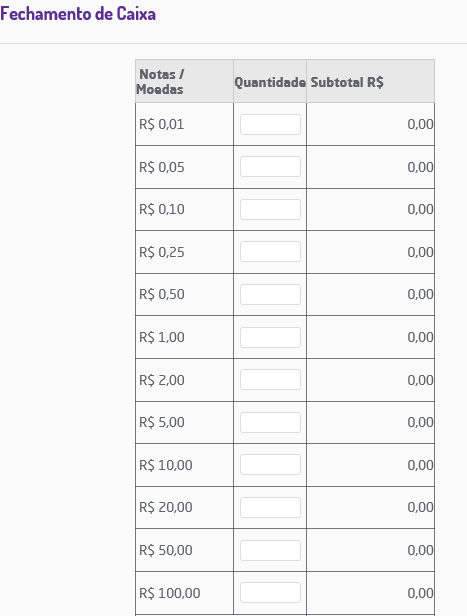 Fechamento de Caixa
Notas / Moedas Quantidade Subtotal R$
R$ 0,01 0,00
R$ 0,05 0,00
R$ 0,10 0,00
R$ 0,25 0,00
R$ 0,50 0,00
R$ 1,00 0,00
R$ 2,00 0,00
R$ 5,00 0,00
R$ 10,00 0,00
R$ 20,00 0,00
R$ 50,00 0,00
R$ 100,00 0,00